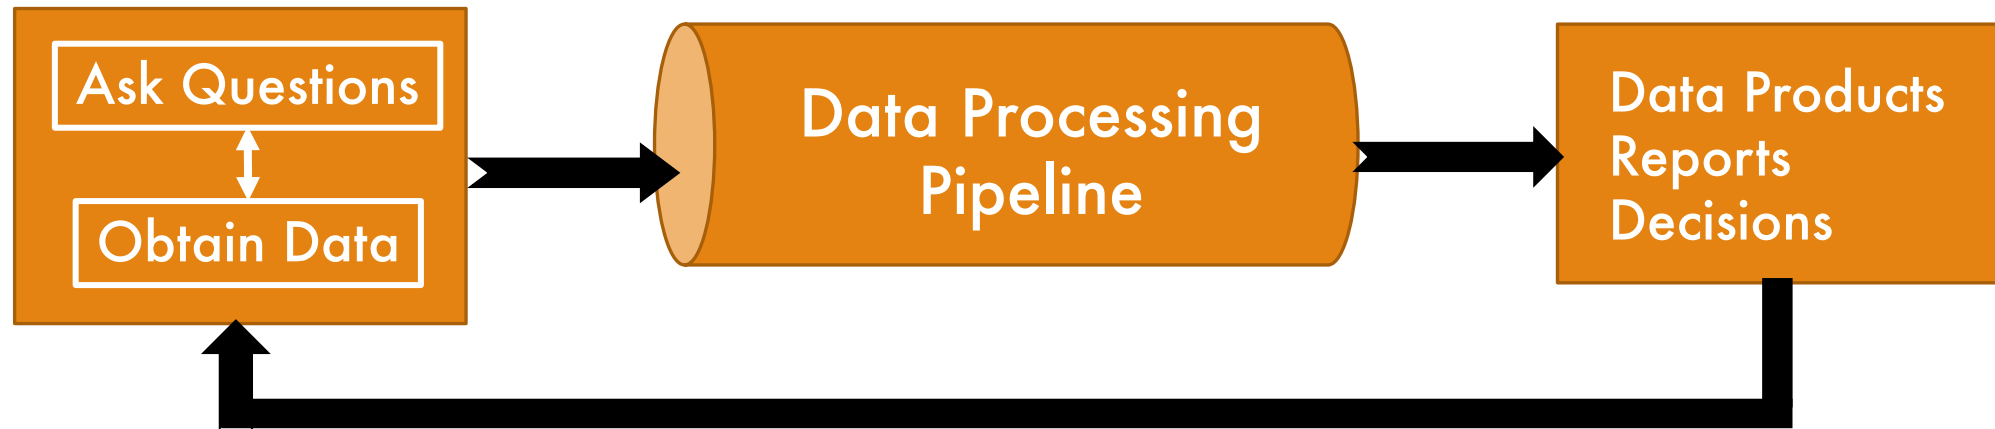 Ask Questions
Obtain Data
Data Processing
Pipeline
Data Products
Reports
Decisions